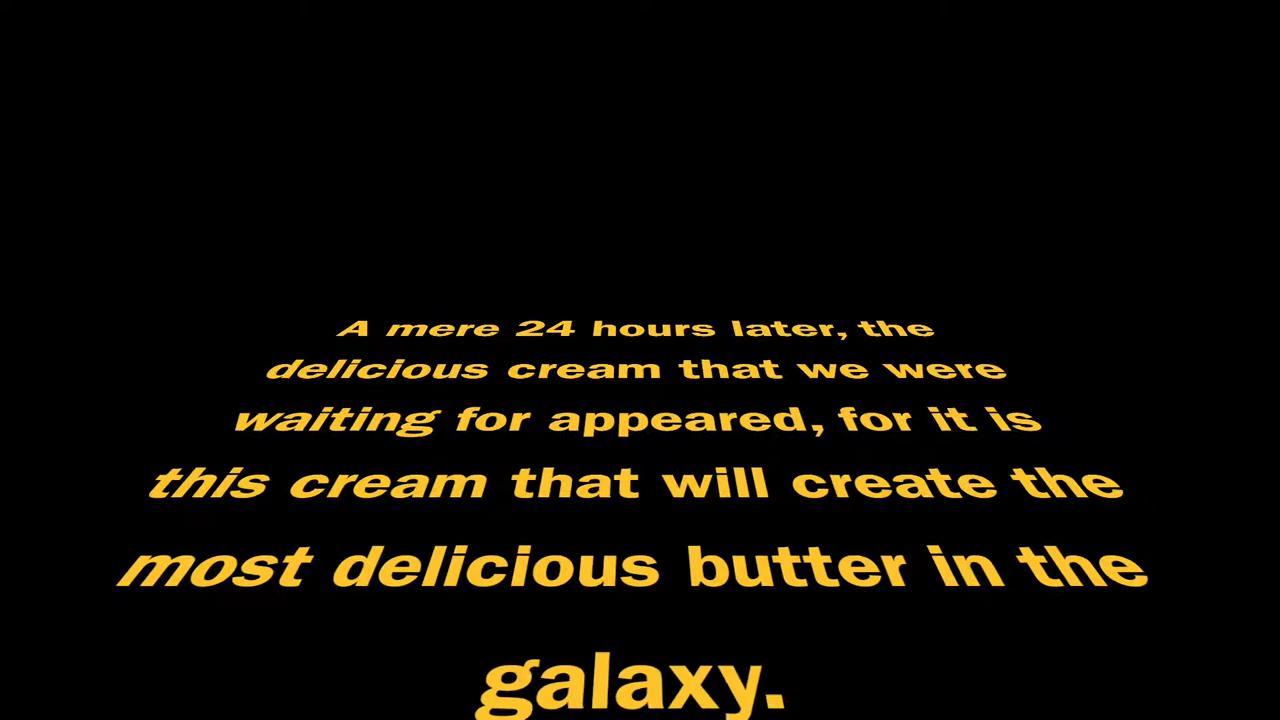 A mere 24 hours later, the
delicious cream that we were
waiting for appeared, for it is
this cream that will create the
most delicious butter in the
galaxy.